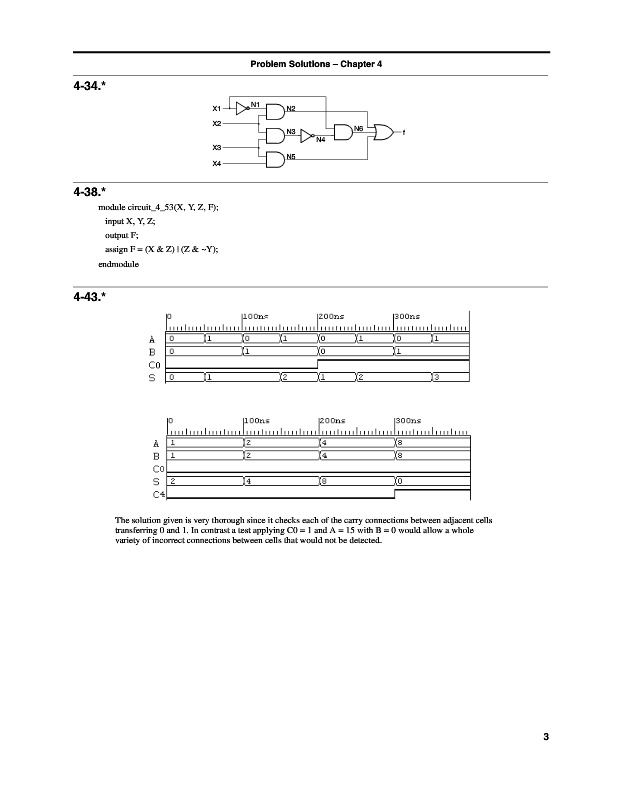 Problem Solutions – Chapter 4
4-34.*
X1 N1 N2
X2
N3 N4 N6 f
X3
X4 N5
4-38.*
module circuit_4_53(X, Y, Z, F);
input X, Y, Z;
output F;
assign F = (X & Z) | (Z & ~Y);
endmodule
4-43.*
0 100ns 200ns 300ns
A 0 1 0 1 0 1 0 1
B 0 1 0 1
C0
S 0 1 2 1 2 3
0 100ns 200ns 300ns
A 1 2 4 8
B 1 2 4 8
C0
S 2 4 8 0
C4
The solution given is very thorough since it checks each of the carry connections between adjacent cells
transferring 0 and 1. In contrast a test applying C0 = 1 and A = 15 with B = 0 would allow a whole
variety of incorrect connections between cells that would not be detected.
3